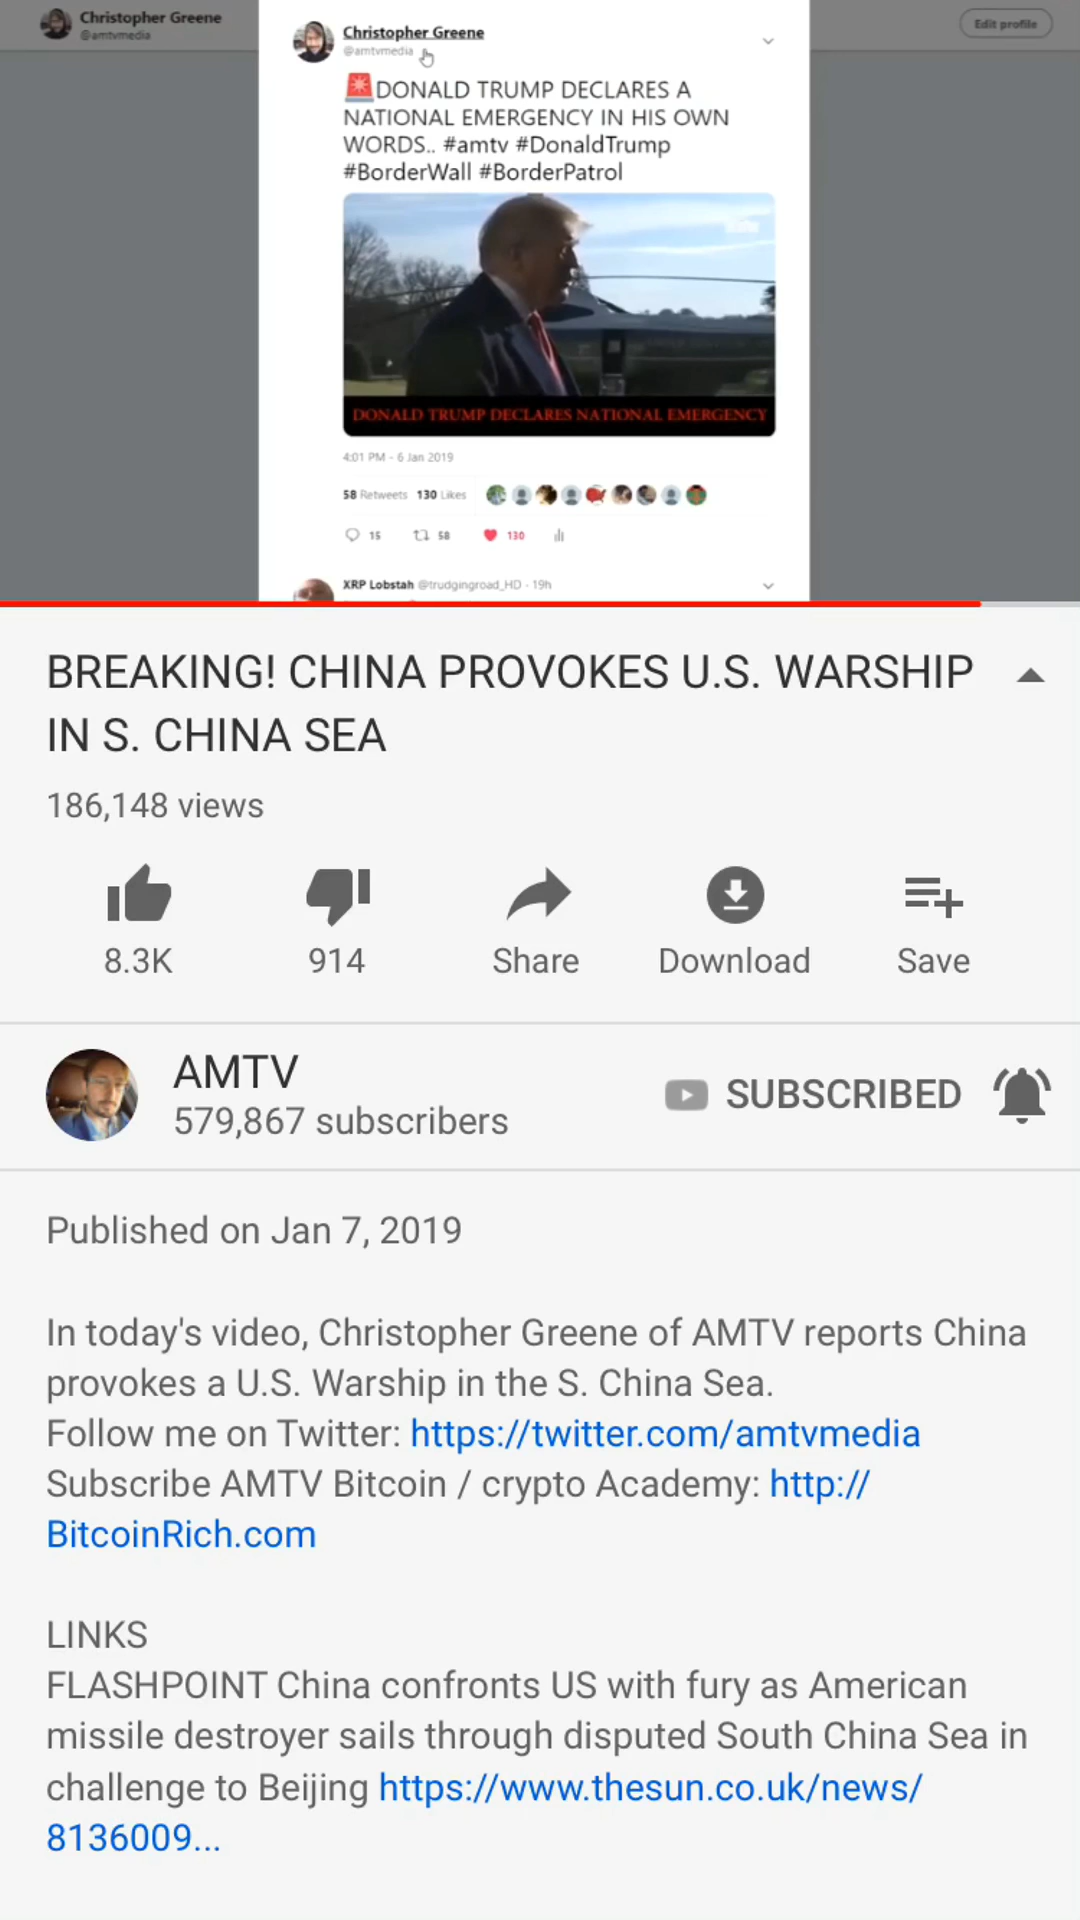 Christopher Greene
@amtvmedia
Edit profile
Christopher Greene
@amtvmedia
DONALD TRUMP DECLARES A
NATIONAL EMERGENCY IN HIS OWN
WORDS.. #amtv #DonaldTrump
#BorderWall #BorderPatrol
DONALD TRUMP DECLARES NATIONAL EMERGENCY
4:01 PM - 6 Jan 2019
58 Retweets 130 Likes
15 58 130
XRP Lobstah @trudgingroad_HD · 19h
BREAKING! CHINA PROVOKES U.S. WARSHIP
IN S. CHINA SEA
186,148 views
8.3K 914 Share Download Save
AMTV
579,867 subscribers
SUBSCRIBED
Published on Jan 7, 2019
In today's video, Christopher Greene of AMTV reports China
provokes a U.S. Warship in the S. China Sea.
Follow me on Twitter: https://twitter.com/amtvmedia
Subscribe AMTV Bitcoin / crypto Academy: http://
BitcoinRich.com
LINKS
FLASHPOINT China confronts US with fury as American
missile destroyer sails through disputed South China Sea in
challenge to Beijing https://www.thesun.co.uk/news/
8136009...